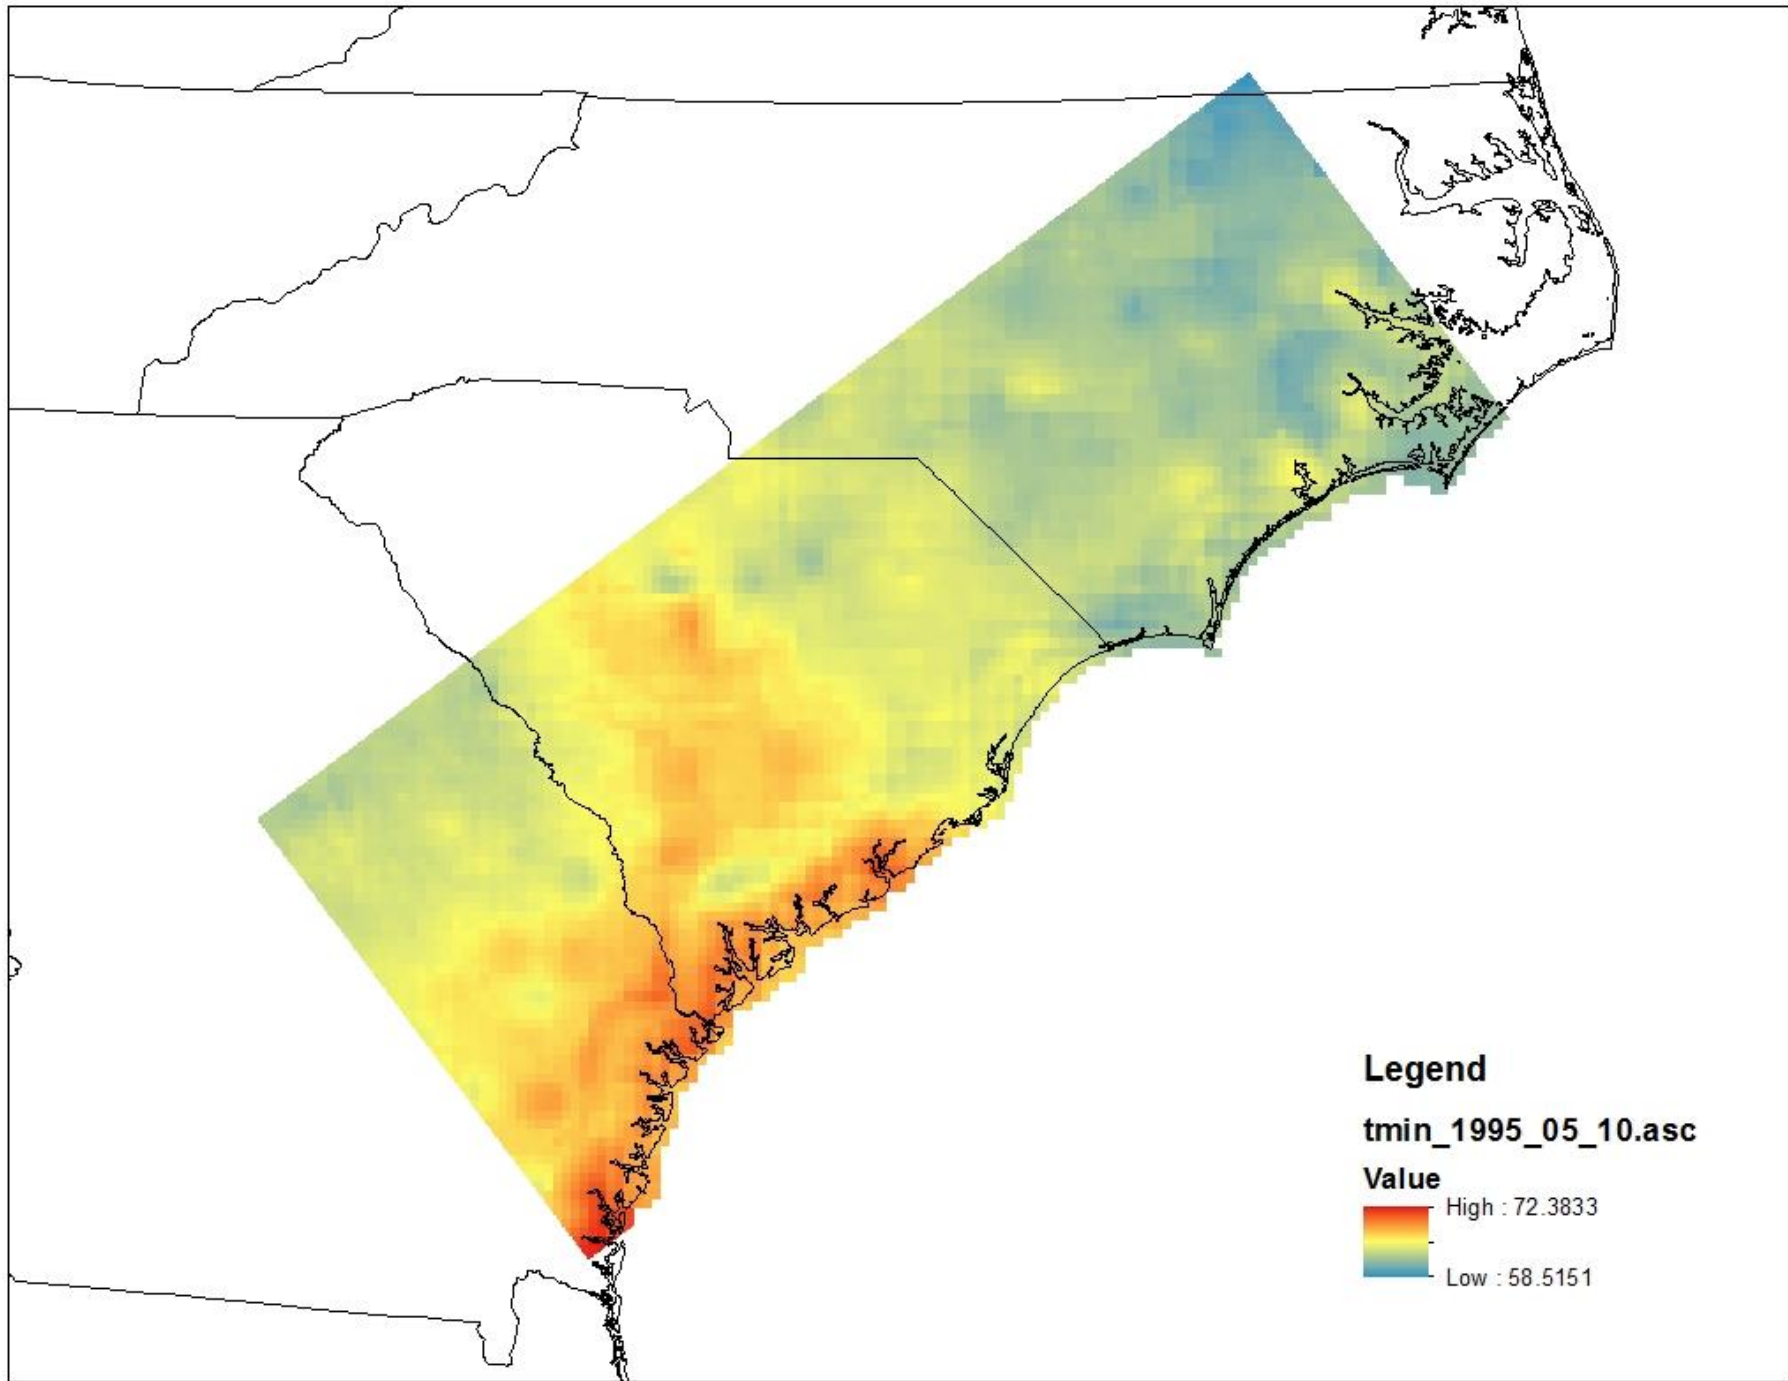 Legend
tmin_1995_05_10.asc
Value
High : 72.3833
Low : 58.5151